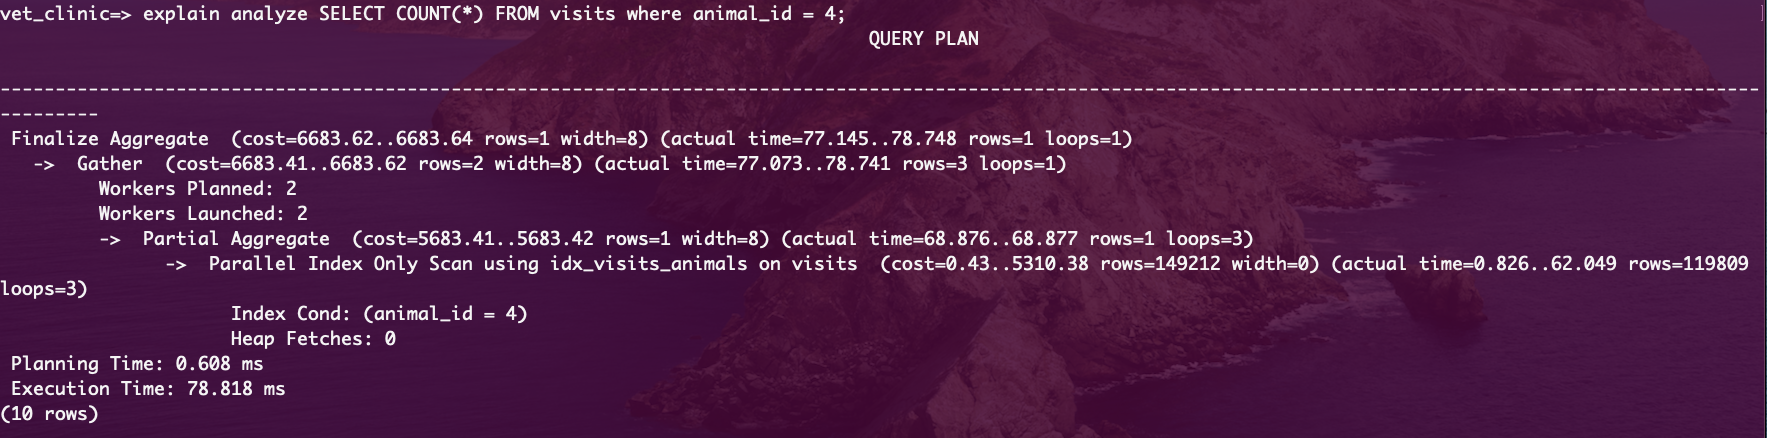 vet_clinic=> explain analyze SELECT COUNT(*) FROM visits where animal_id = 4;
QUERY PLAN
----------------------------------------------------------------------------------------------------------------------------------------------------------------
---------
Finalize Aggregate  (cost=6683.62..6683.64 rows=1 width=8) (actual time=77.145..78.748 rows=1 loops=1)
  ->  Gather  (cost=6683.41..6683.62 rows=2 width=8) (actual time=77.073..78.741 rows=3 loops=1)
        Workers Planned: 2
        Workers Launched: 2
        ->  Partial Aggregate  (cost=5683.41..5683.42 rows=1 width=8) (actual time=68.876..68.877 rows=1 loops=3)
              ->  Parallel Index Only Scan using idx_visits_animals on visits  (cost=0.43..5310.38 rows=149212 width=0) (actual time=0.826..62.049 rows=119809
loops=3)
                    Index Cond: (animal_id = 4)
                    Heap Fetches: 0
Planning Time: 0.608 ms
Execution Time: 78.818 ms
(10 rows)